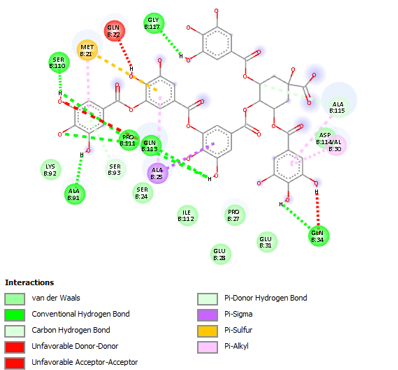 GLN
B:22
GLY
B:117
MET
B:21
SER
B:110
ALA
B:115
PRO
B:111
GLN
B:113
ASP
B:114
ALA
B:30
LYS
B:92
SER
B:93
ALA
B:25
ALA
B:91
SER
B:24
ILE
B:112
PRO
B:27
GLN
B:34
GLU
B:31
GLU
B:28
Interactions
van der Waals
Conventional Hydrogen Bond
Carbon Hydrogen Bond
Unfavorable Donor-Donor
Unfavorable Acceptor-Acceptor
Pi-Donor Hydrogen Bond
Pi-Sigma
Pi-Sulfur
Pi-Alkyl